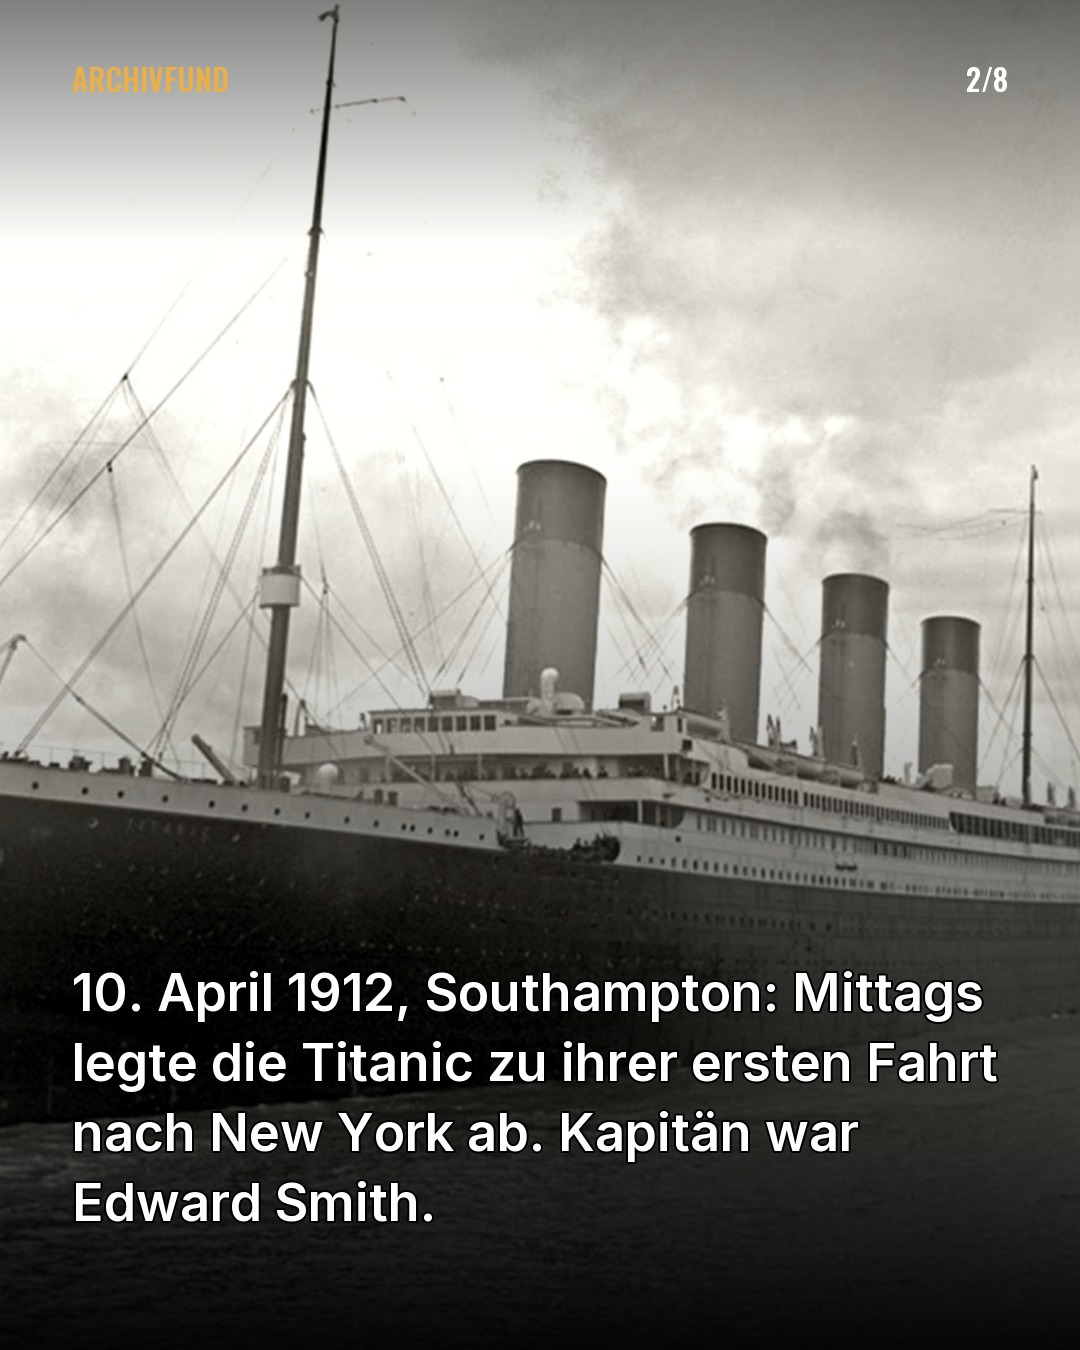 ARCHIVFUND
2/8
10. April 1912, Southampton: Mittags
legte die Titanic zu ihrer ersten Fahrt
nach New York ab. Kapitän war
Edward Smith.